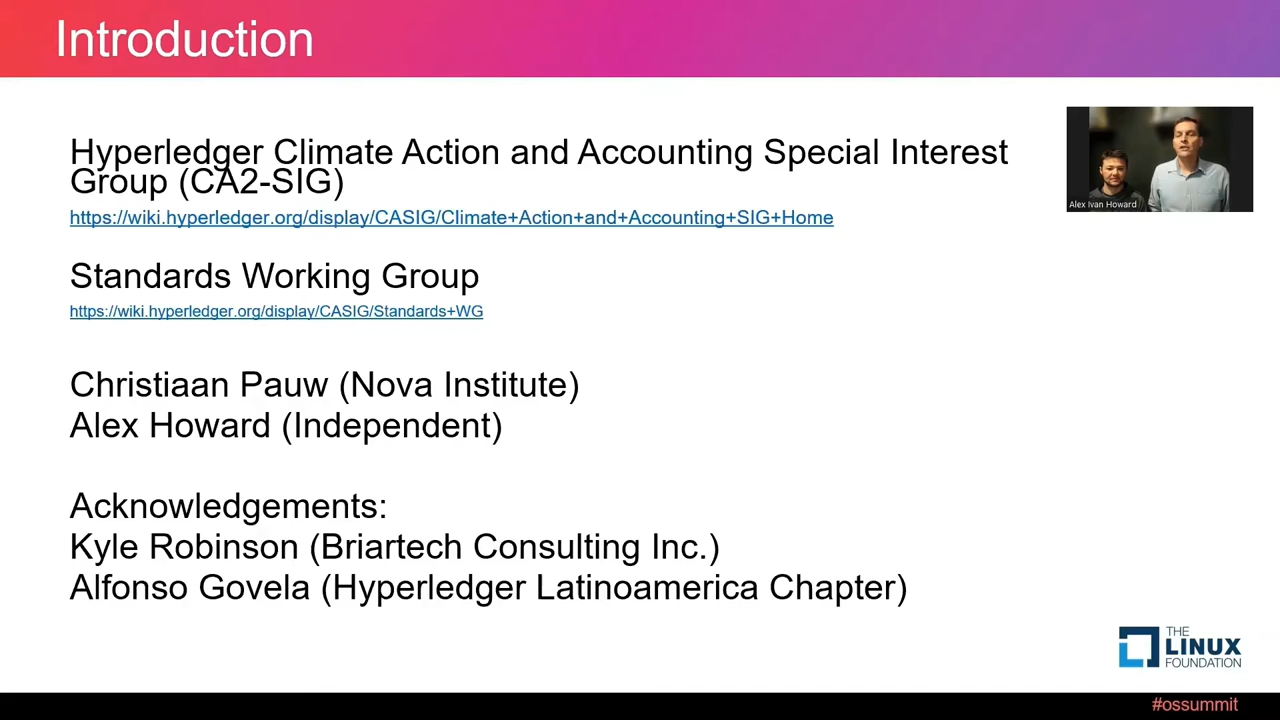 Introduction
Hyperledger Climate Action and Accounting Special Interest
Group (CA2-SIG)
https://wiki.hyperledger.org/display/CASIG/Climate+Action+and+Accounting+SIG+Home
Alex Ivan Howard
Standards Working Group
https://wiki.hyperledger.org/display/CASIG/Standards+WG
Christiaan Pauw (Nova Institute)
Alex Howard (Independent)
Acknowledgements:
Kyle Robinson (Briartech Consulting Inc.)
Alfonso Govela (Hyperledger Latinoamerica Chapter)
THE
LINUX
FOUNDATION
#ossummit